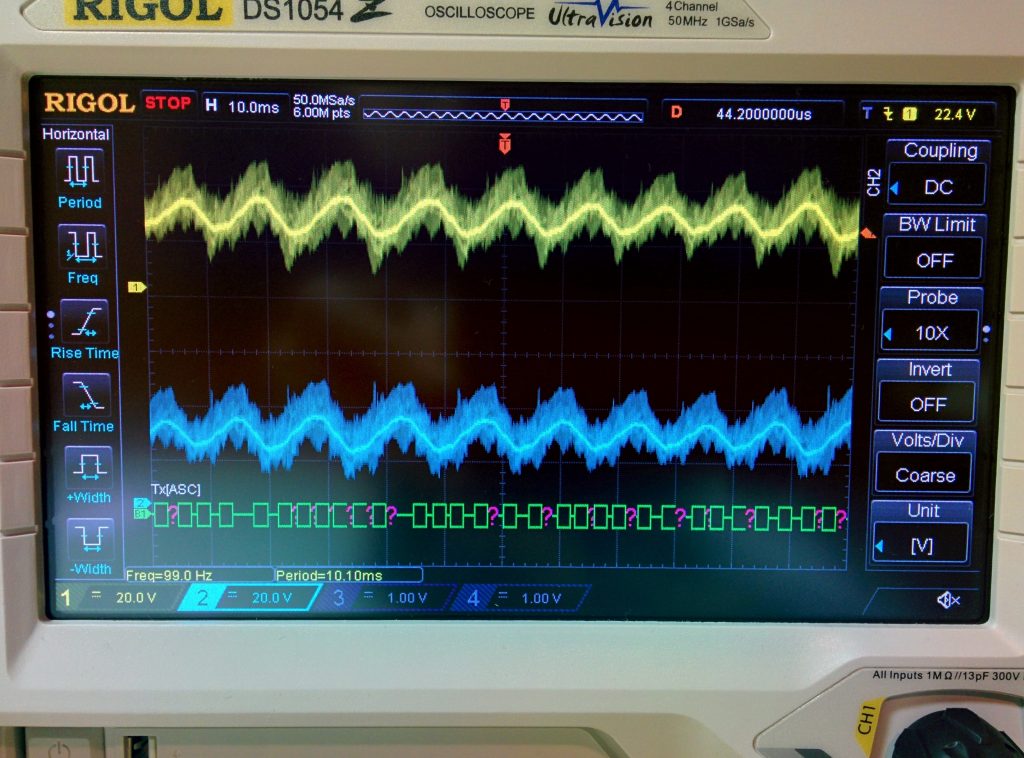 RIGOL DS1054Z OSCILLOSCOPE UltraVision 4 Channel
50MHz 1GSa/s
RIGOL STOP H 10.0ms 50.0MSa/s D 44.2000000us T 1 22.4 V
6.00M pts
T
Horizontal
Period
Freq
Rise Time
Fall Time
+Width
-Width
T
1
2
B1
Tx[ASC]
? ? ? ? ? ? ? ? ? ? ?
Freq=99.0 Hz Period=10.10ms
1 = 20.0 V 2 = 20.0 V 3 = 1.00 V 4 = 1.00 V
CH2
Coupling
DC
BW Limit
OFF
Probe
10X
Invert
OFF
Volts/Div
Coarse
Unit
[V]
All Inputs 1MΩ//13pF 300V
CH1